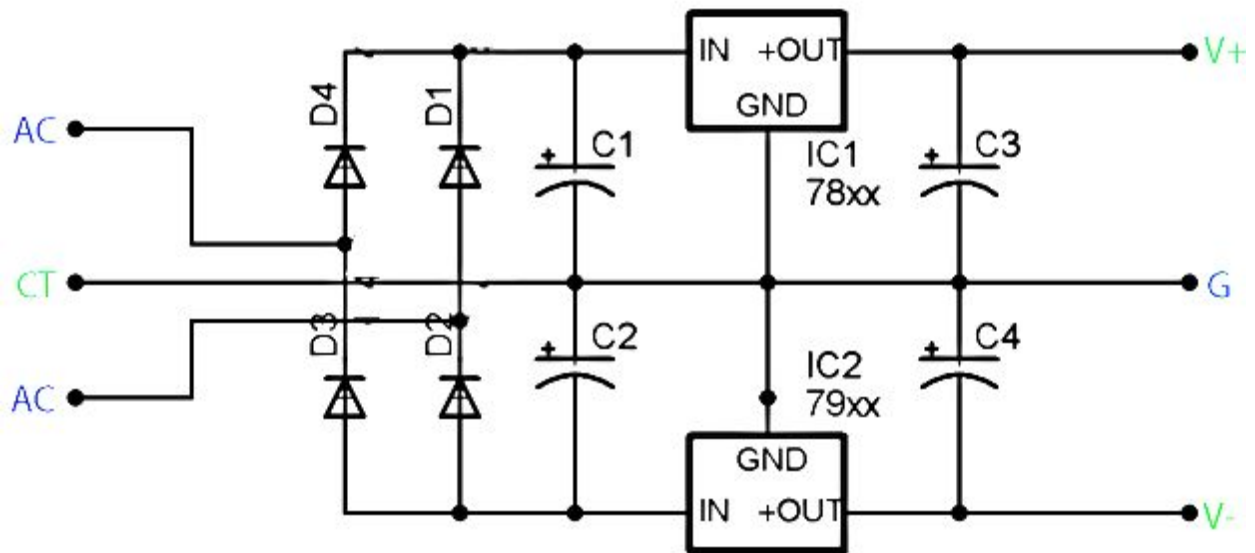 IN +OUT
GND
V+
D4
D1
AC
C1
IC1
78xx
C3
CT
G
D3
D2
C2
IC2
79xx
C4
AC
GND
IN +OUT
V-